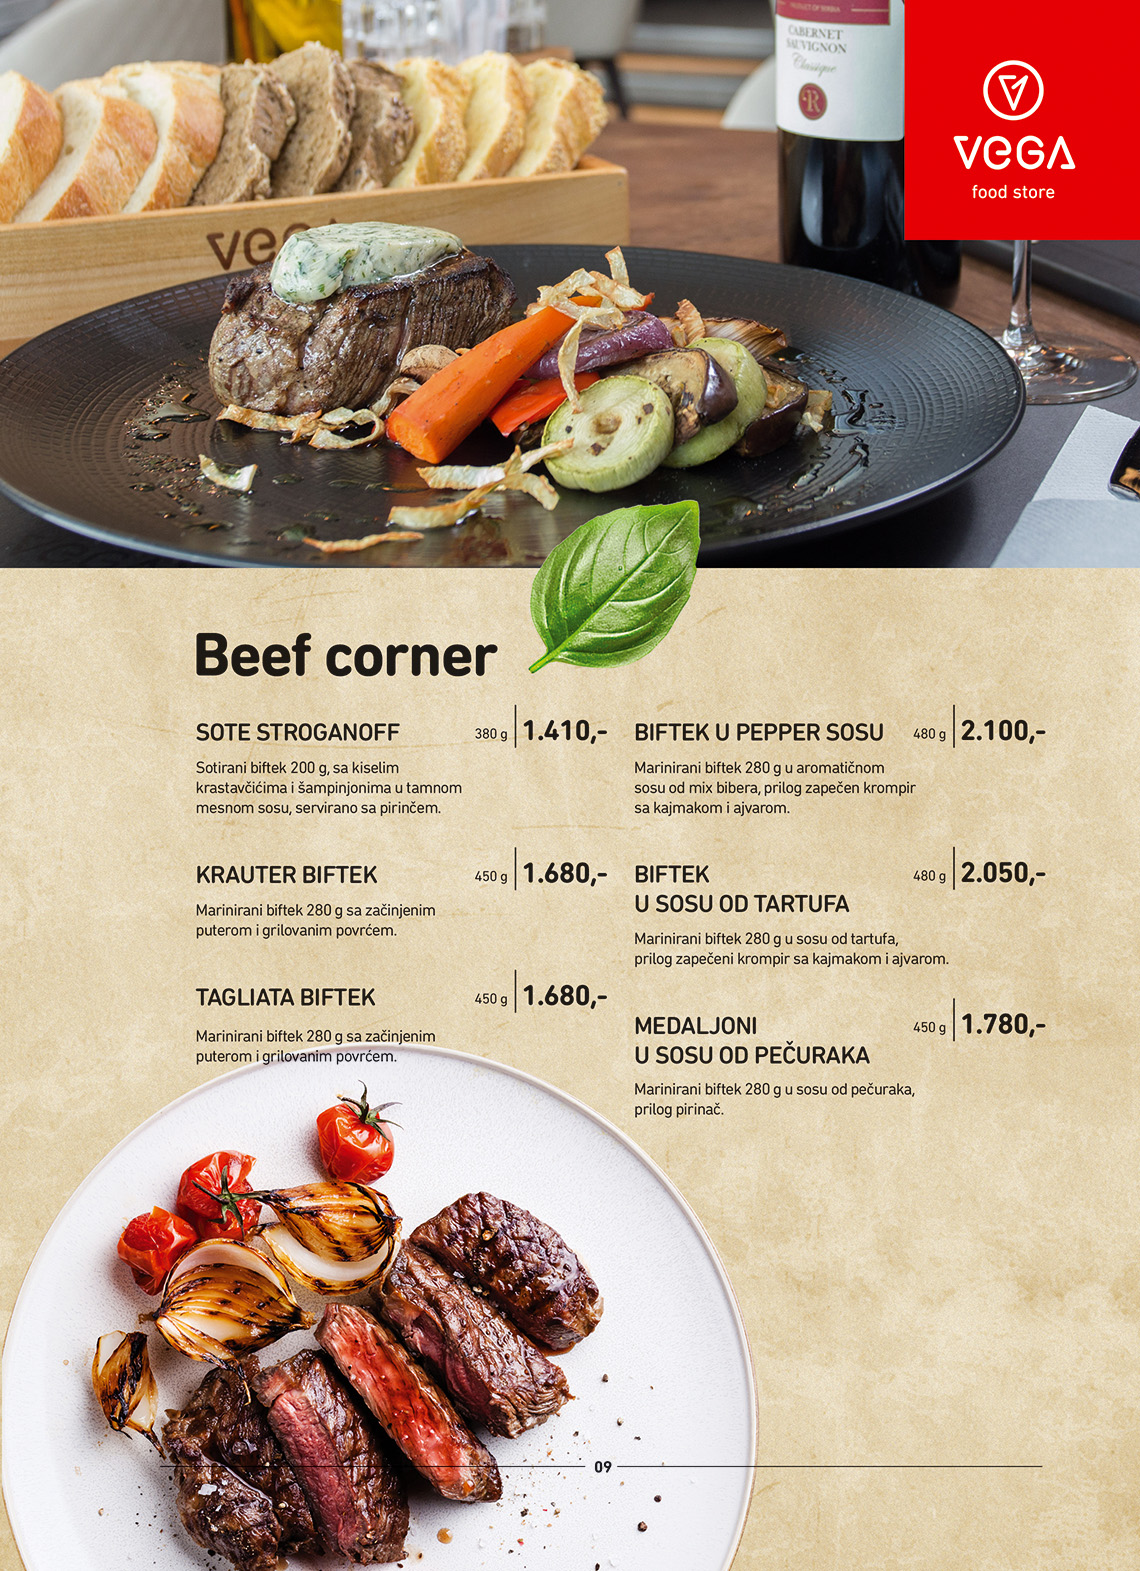 PRODUCT OF SERBIA
CABERNET
SAUVIGNON
Classique
R
VEGA
food store
Beef corner
SOTE STROGANOFF 380 g 1.410,-
Sotirani biftek 200 g, sa kiselim
krastavčićima i šampinjonima u tamnom
mesnom sosu, servirano sa pirinčem.
KRAUTER BIFTEK 450 g 1.680,-
Marinirani biftek 280 g sa začinjenim
puterom i grilovanim povrćem.
TAGLIATA BIFTEK 450 g 1.680,-
Marinirani biftek 280 g sa začinjenim
puterom i grilovanim povrćem.
BIFTEK U PEPPER SOSU 480 g 2.100,-
Marinirani biftek 280 g u aromatičnom
sosu od mix bibera, prilog zapečen krompir
sa kajmakom i ajvarom.
BIFTEK 480 g 2.050,-
U SOSU OD TARTUFA
Marinirani biftek 280 g u sosu od tartufa,
prilog zapečeni krompir sa kajmakom i ajvarom.
MEDALJONI 450 g 1.780,-
U SOSU OD PEČURAKA
Marinirani biftek 280 g u sosu od pečuraka,
prilog pirinač.
09